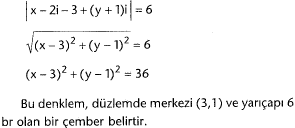 |x - 2i - 3 + (y + 1)i| = 6
√(x - 3)² + (y - 1)² = 6
(x - 3)² + (y - 1)² = 36
Bu denklem, düzlemde merkezi (3,1) ve yarıçapı 6
br olan bir çember belirtir.